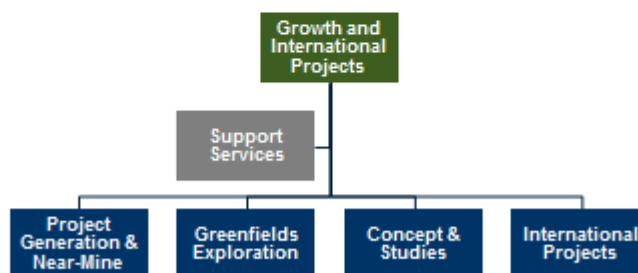 Growth and
International
Projects
Support
Services
Project
Generation &
Near-Mine
Greenfields
Exploration
Concept &
Studies
International
Projects